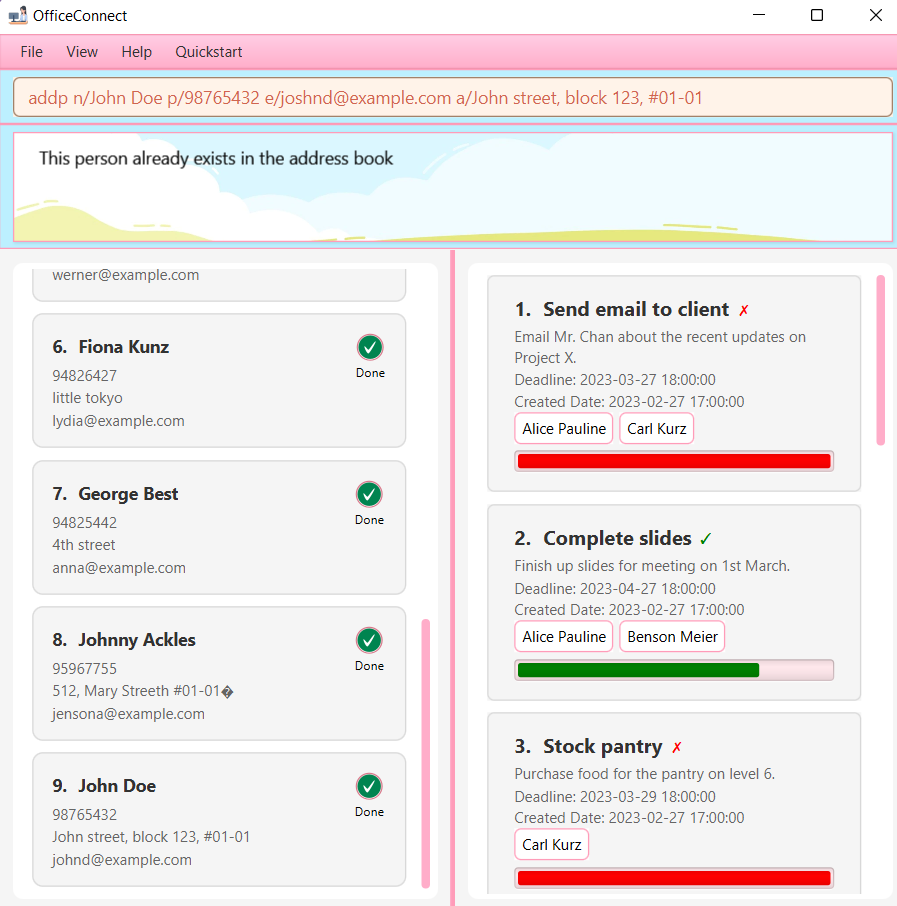 OfficeConnect
File View Help Quickstart
addp n/John Doe p/98765432 e/joshnd@example.com a/John street, block 123, #01-01
This person already exists in the address book
werner@example.com
6. Fiona Kunz
94826427
little tokyo
lydia@example.com
Done
7. George Best
94825442
4th street
anna@example.com
Done
8. Johnny Ackles
95967755
512, Mary Streeth #01-01�
jensona@example.com
Done
9. John Doe
98765432
John street, block 123, #01-01
johnd@example.com
Done
1. Send email to client ✗
Email Mr. Chan about the recent updates on
Project X.
Deadline: 2023-03-27 18:00:00
Created Date: 2023-02-27 17:00:00
Alice Pauline Carl Kurz
2. Complete slides ✓
Finish up slides for meeting on 1st March.
Deadline: 2023-04-27 18:00:00
Created Date: 2023-02-27 17:00:00
Alice Pauline Benson Meier
3. Stock pantry ✗
Purchase food for the pantry on level 6.
Deadline: 2023-03-29 18:00:00
Created Date: 2023-02-27 17:00:00
Carl Kurz